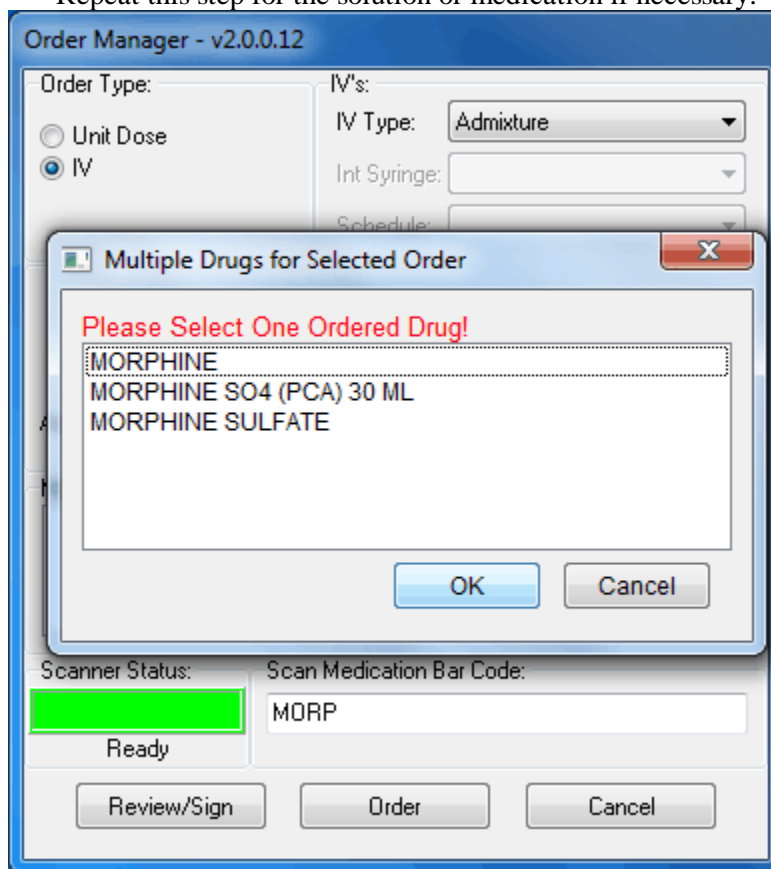 Repeat this step for the solution or medication if necessary.
Order Manager - v2.0.0.12
Order Type:
Unit Dose
IV
IV's:
IV Type: Admixture
Int Syringe:
Schedule:
Multiple Drugs for Selected Order
Please Select One Ordered Drug!
MORPHINE
MORPHINE SO4 (PCA) 30 ML
MORPHINE SULFATE
OK Cancel
Scanner Status:
Ready
Scan Medication Bar Code:
MORP
Review/Sign Order Cancel